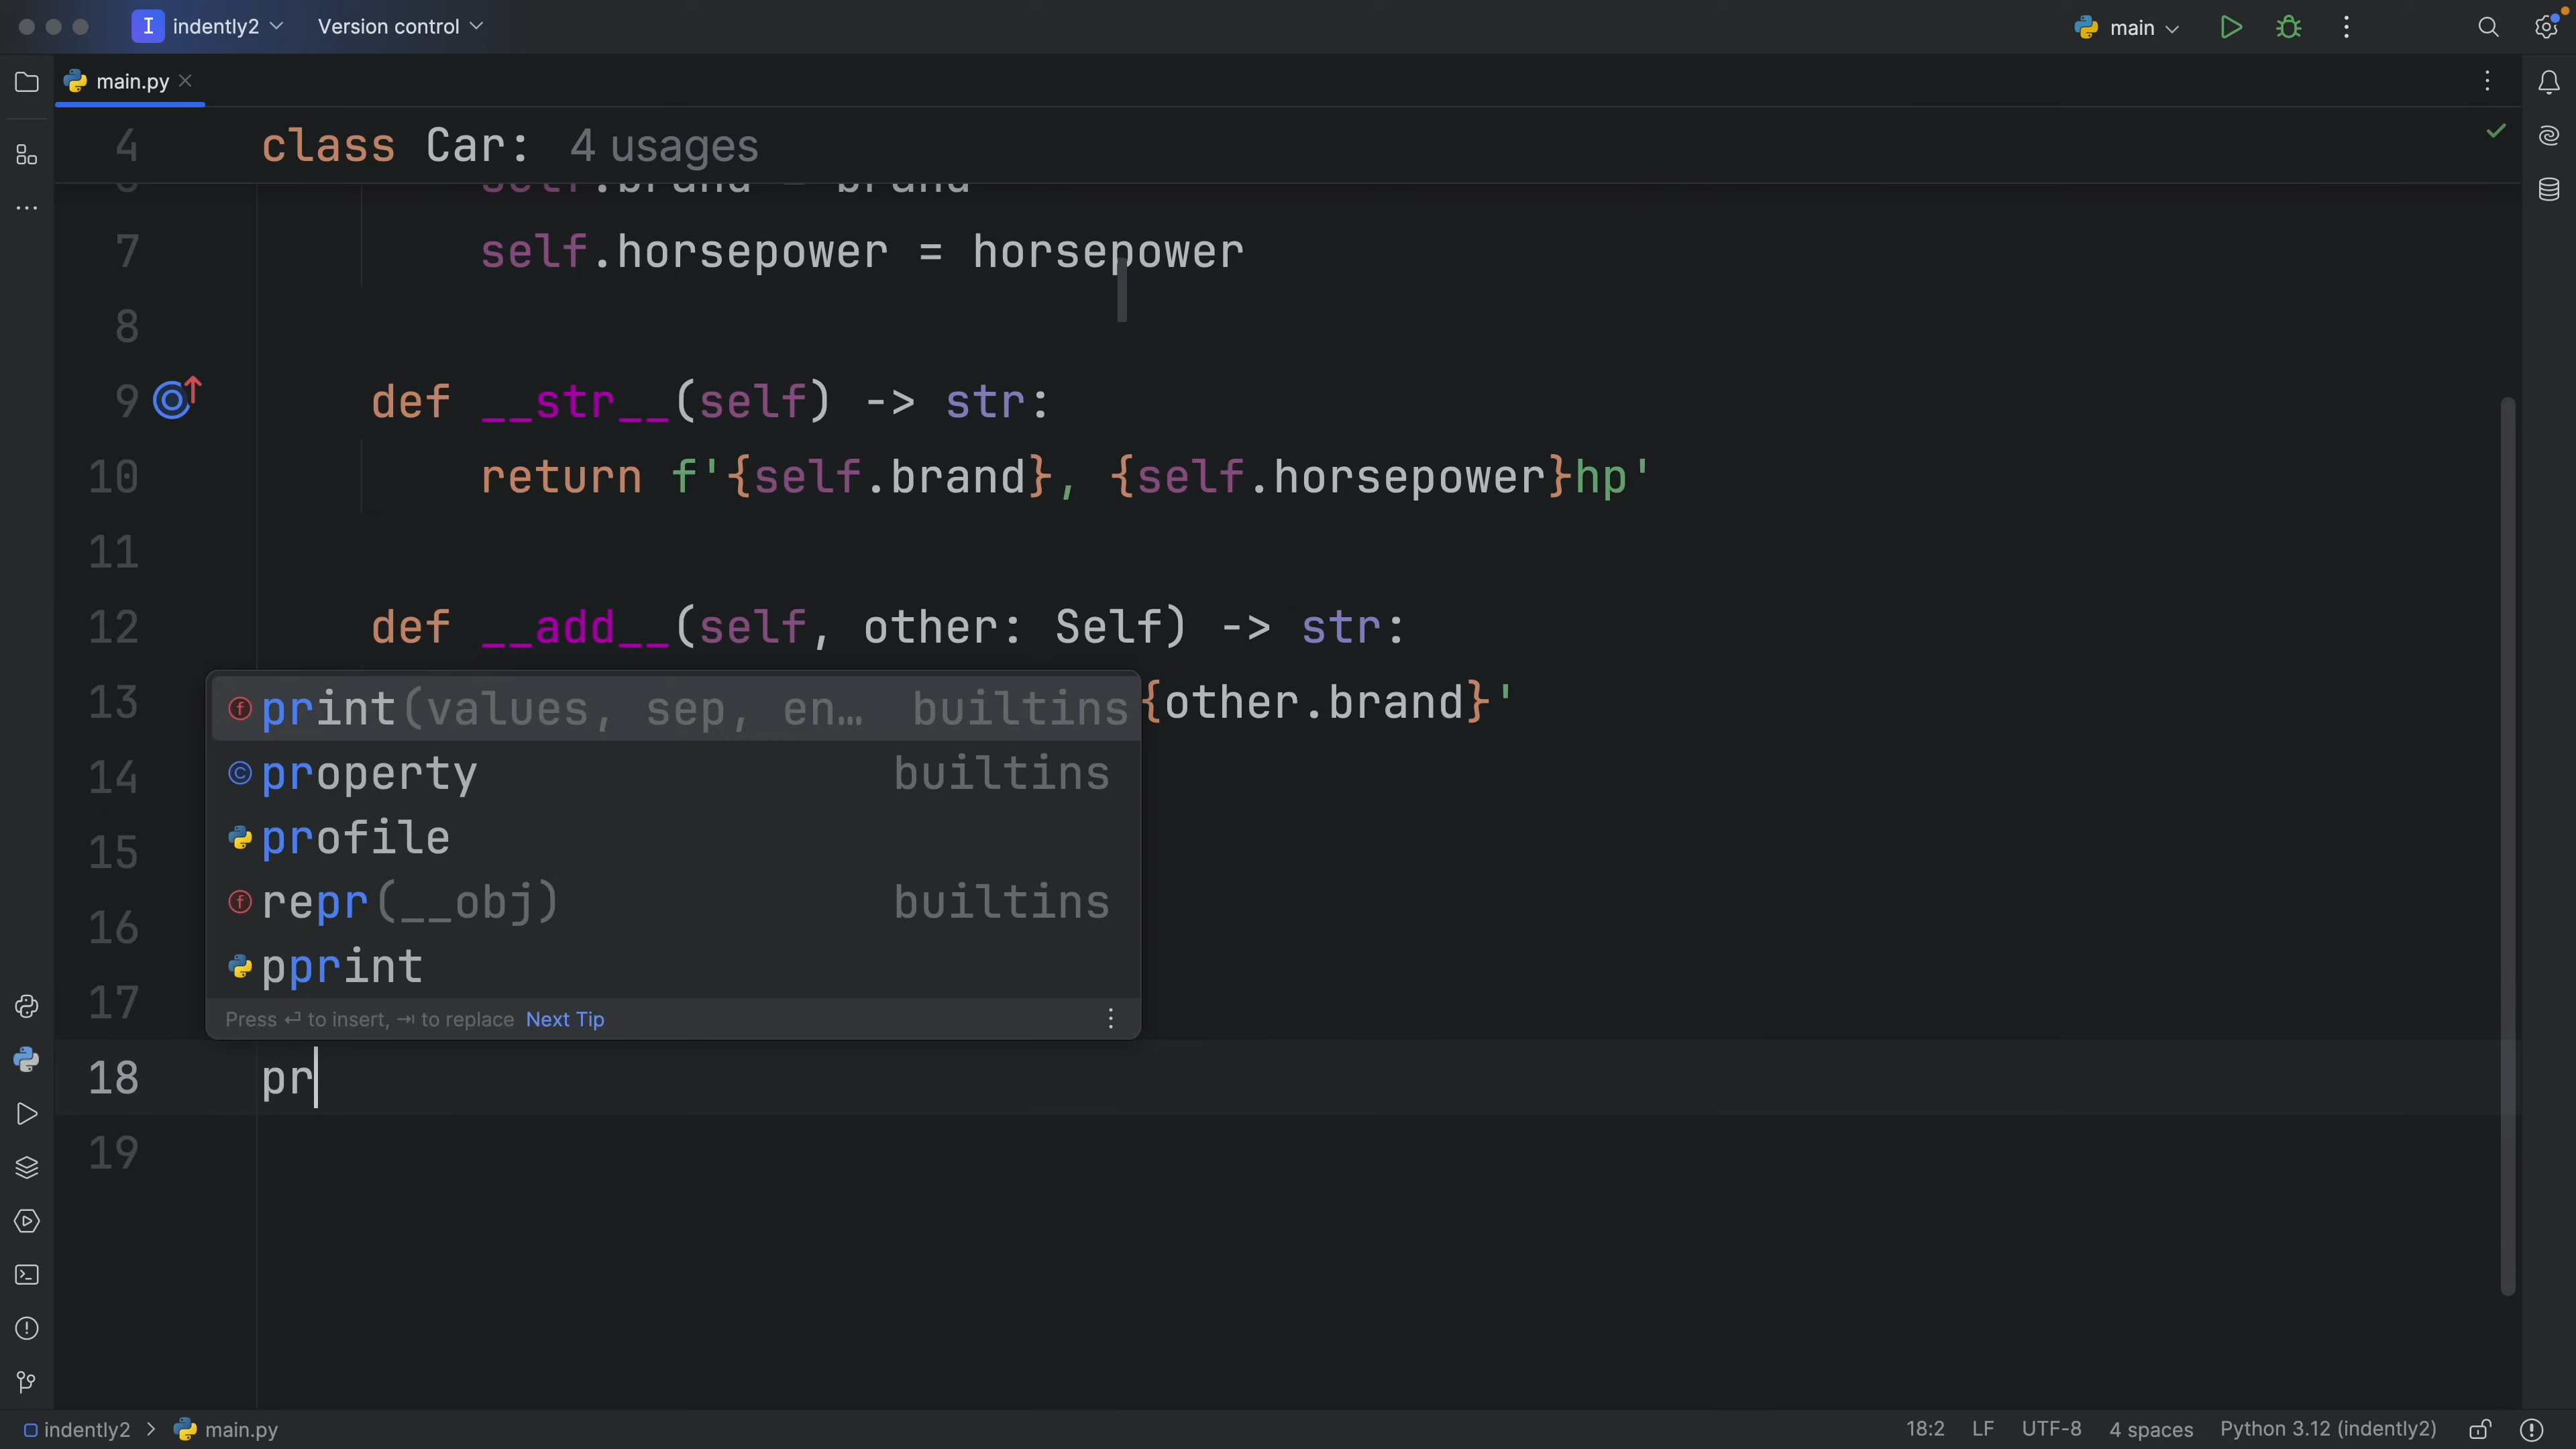 I indently2 Version control main
main.py
4 class Car: 4 usages
self.brand = brand
7 self.horsepower = horsepower
8
9 def __str__(self) -> str:
10 return f'{self.brand}, {self.horsepower}hp'
11
12 def __add__(self, other: Self) -> str:
13 {other.brand}'
print(values, sep, en… builtins
14 property builtins
15 profile
16 repr(__obj) builtins
pprint
17
Press ⏎ to insert, ⇥ to replace Next Tip
18 pr
19
indently2 > main.py 18:2 LF UTF-8 4 spaces Python 3.12 (indently2)